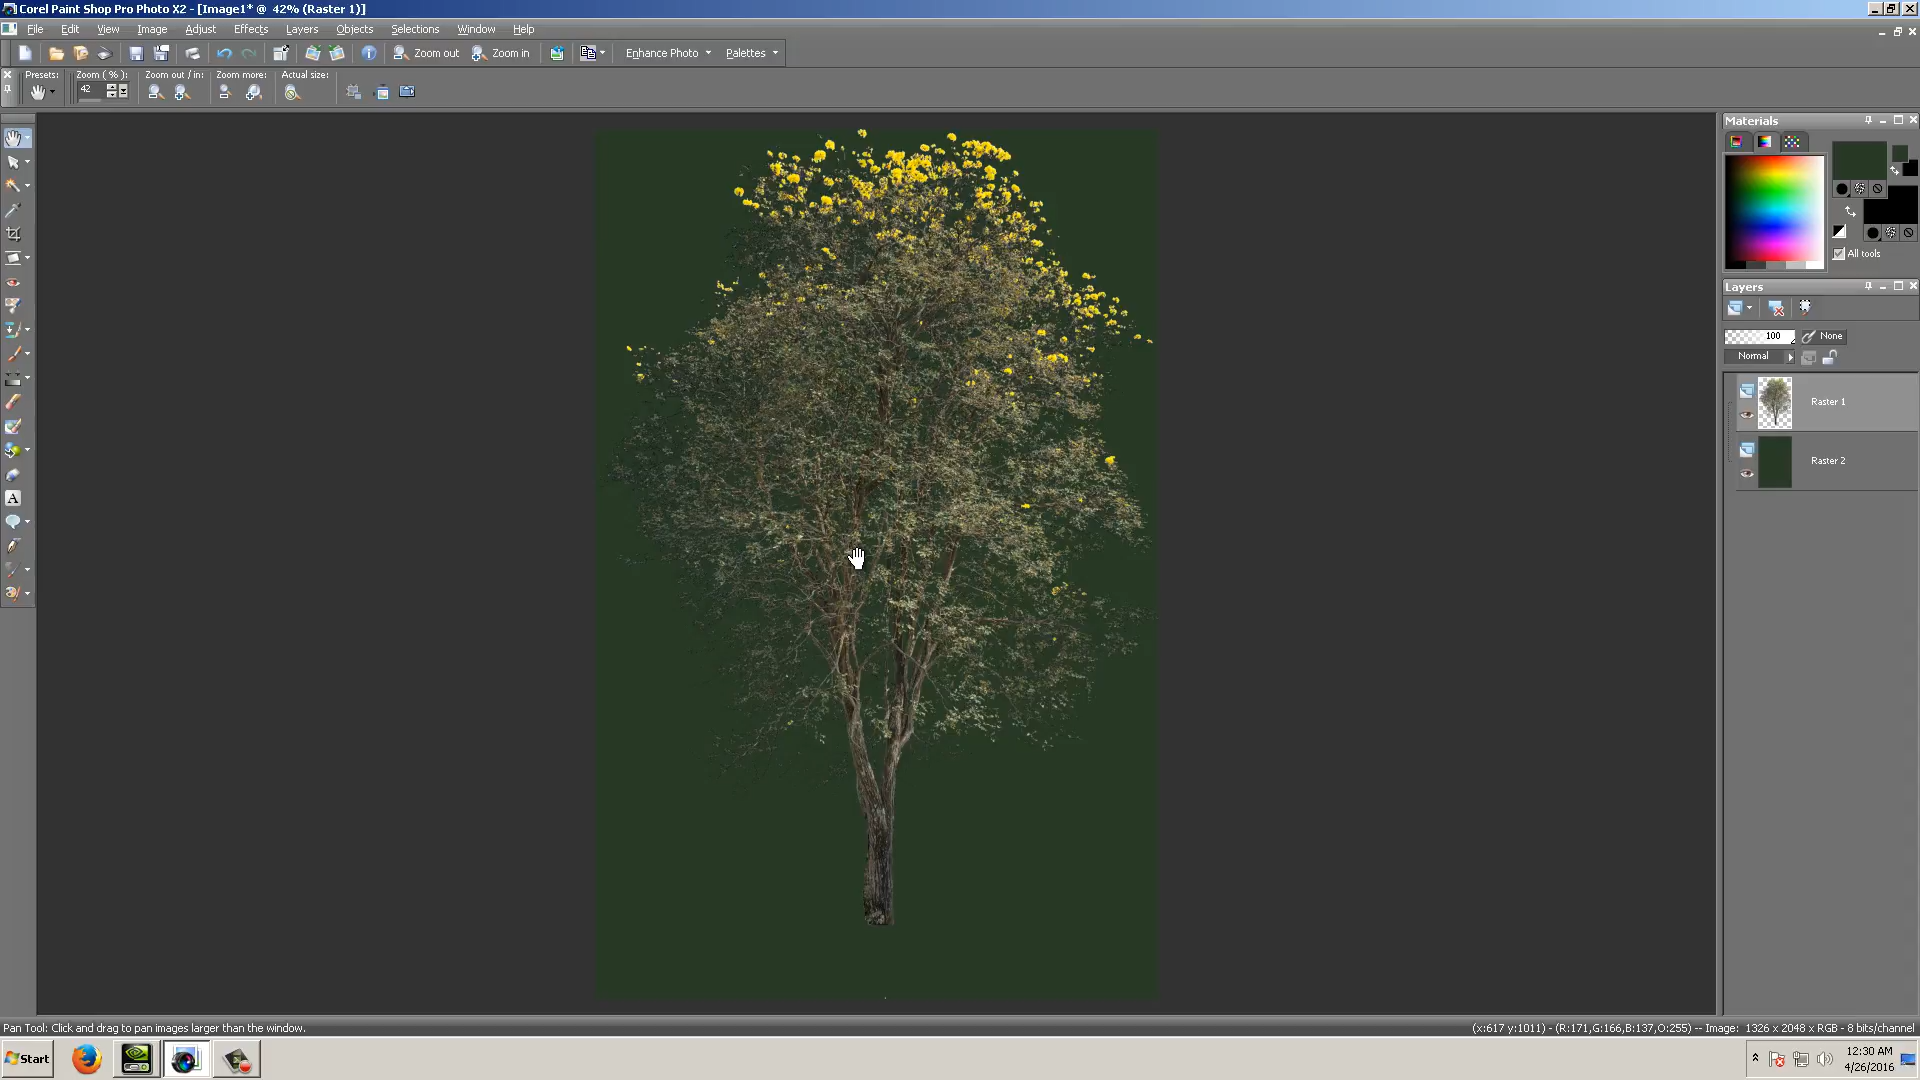 Corel Paint Shop Pro Photo X2 - [Image1* @  42% (Raster 1)]
File Edit View Image Adjust Effects Layers Objects Selections Window Help
Zoom out Zoom in Enhance Photo Palettes
Presets: Zoom ( % ): Zoom out / in: Zoom more: Actual size:
42
Materials
All tools
Layers
100 None
Normal
Raster 1
Raster 2
A
Pan Tool: Click and drag to pan images larger than the window.
(x:617 y:1011) - (R:171,G:166,B:137,O:255) -- Image:  1326 x 2048 x RGB - 8 bits/channel
Start
12:30 AM
4/26/2016